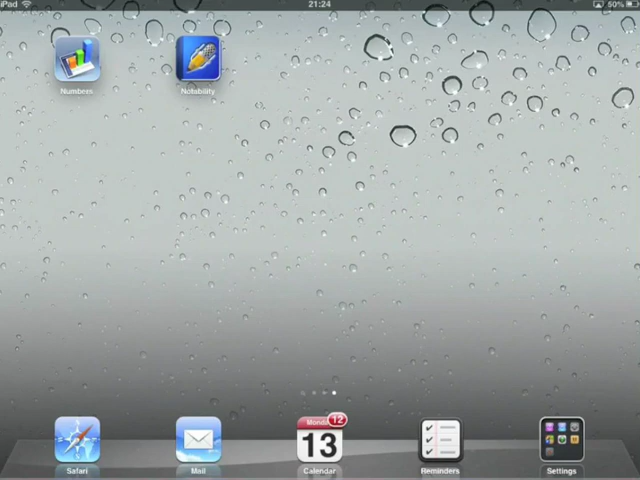 iPad 21:24 50%
Numbers Notability
Monday 12
13
Safari Mail Calendar Reminders Settings